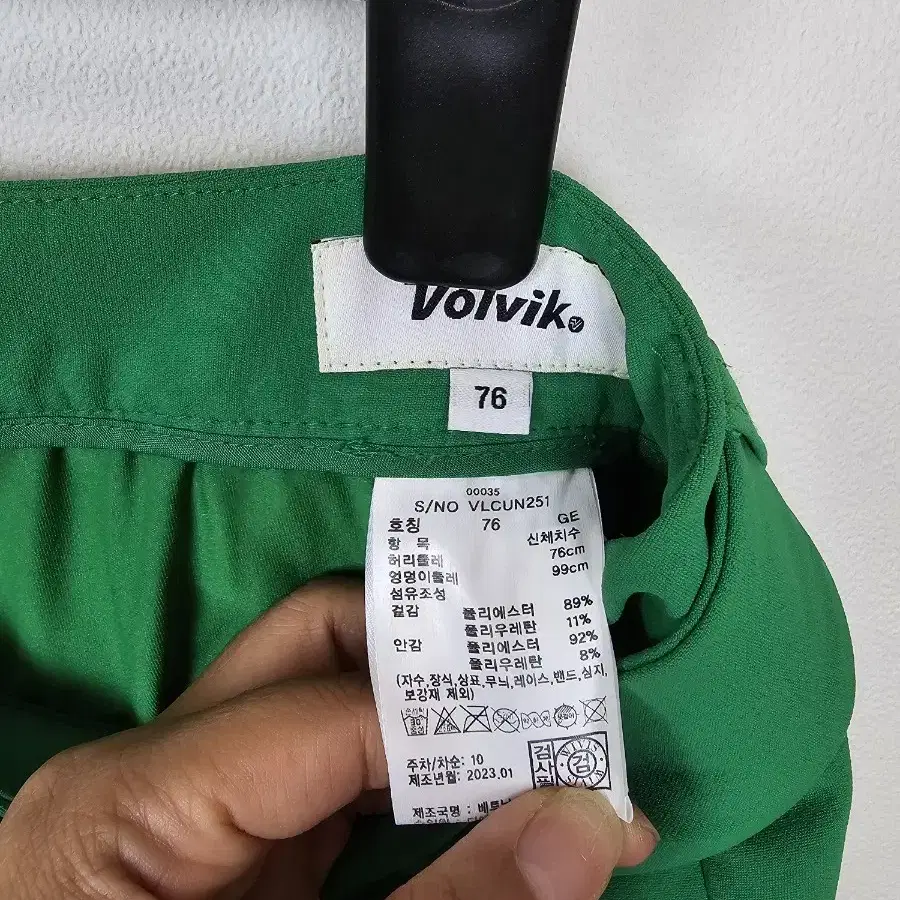 Volvik
76
00035
S/NO VLCUN251
호칭 76 GE
항 목 신체치수
허리둘레 76cm
엉덩이둘레 99cm
섬유조성
겉감 폴리에스터 89%
폴리우레탄 11%
안감 폴리에스터 92%
폴리우레탄 8%
(자수,장식,상표,무늬,레이스,밴드,심지,
보강재 제외)
주차/차순: 10
제조년월: 2023.01
검사필
검
제조국명 :